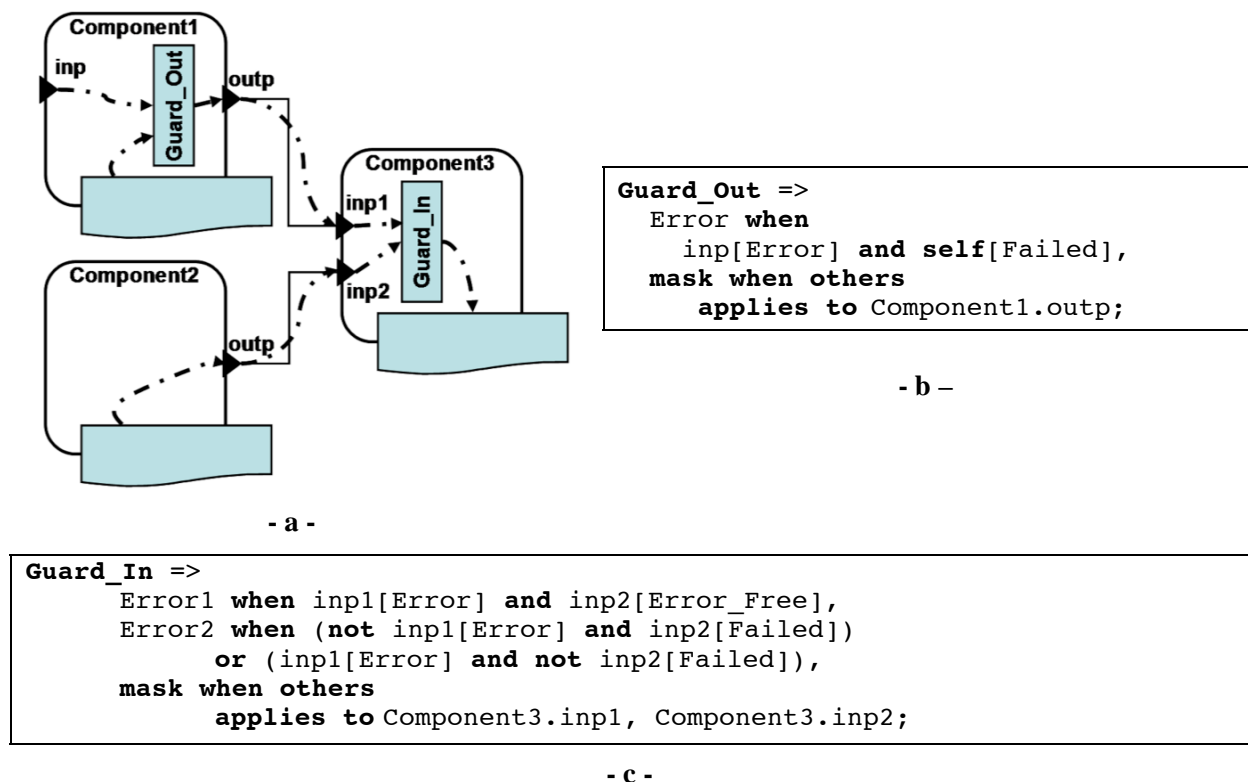 Component1
inp
Guard_Out
outp
Component3
inp1
Guard_In
inp2
Component2
outp
- a -
Guard_Out =>
Error when
inp[Error] and self[Failed],
mask when others
applies to Component1.outp;
- b –
Guard_In =>
Error1 when inp1[Error] and inp2[Error_Free],
Error2 when (not inp1[Error] and inp2[Failed])
or (inp1[Error] and not inp2[Failed]),
mask when others
applies to Component3.inp1, Component3.inp2;
- c -